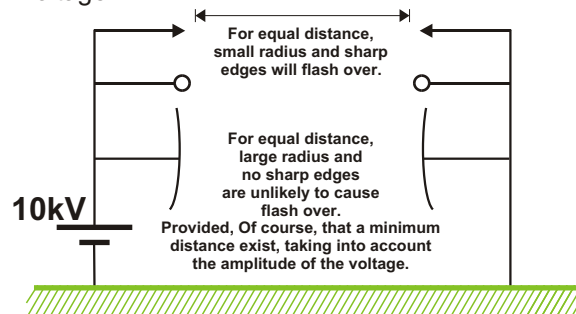 For equal distance,
small radius and sharp
edges will flash over.
For equal distance,
large radius and
no sharp edges
are unlikely to cause
flash over.
10kV
Provided, Of course, that a minimum
distance exist, taking into account
the amplitude of the voltage.